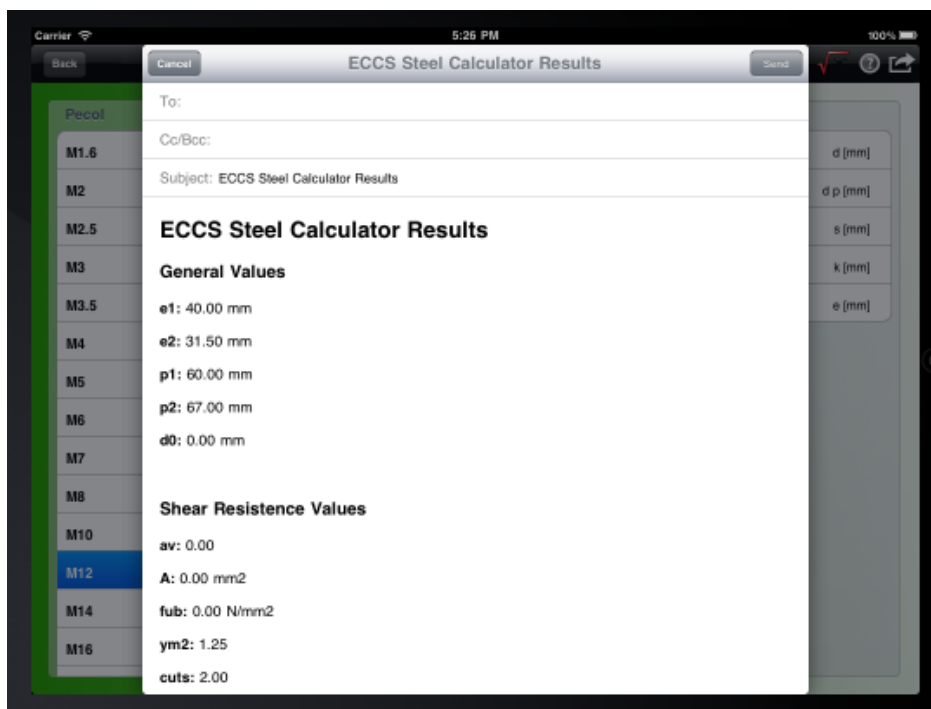 Carrier 5:26 PM 100%
Back
Cancel ECCS Steel Calculator Results Send
To:
Cc/Bcc:
Subject: ECCS Steel Calculator Results
ECCS Steel Calculator Results
General Values
e1: 40.00 mm
e2: 31.50 mm
p1: 60.00 mm
p2: 67.00 mm
d0: 0.00 mm
Shear Resistence Values
av: 0.00
A: 0.00 mm2
fub: 0.00 N/mm2
ym2: 1.25
cuts: 2.00
Pecol
M1.6
M2
M2.5
M3
M3.5
M4
M5
M6
M7
M8
M10
M12
M14
M16
d [mm]
d p [mm]
s [mm]
k [mm]
e [mm]